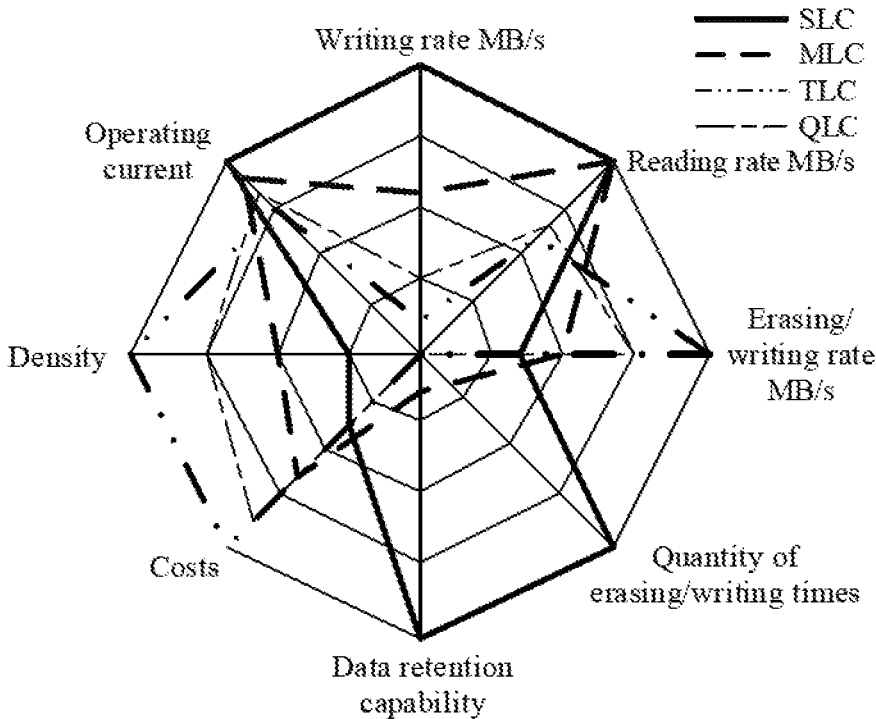 SLC
MLC
TLC
QLC
Writing rate MB/s
Operating
current
Reading rate MB/s
Density
Erasing/
writing rate
MB/s
Costs
Quantity of
erasing/writing times
Data retention
capability